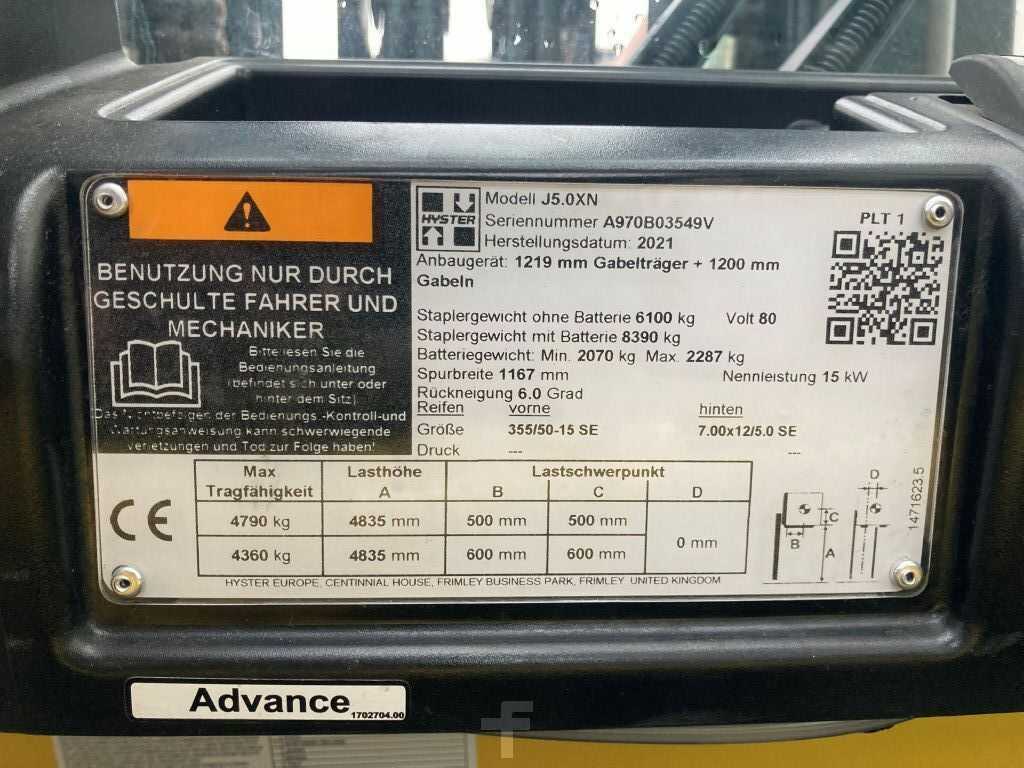 BENUTZUNG NUR DURCH
GESCHULTE FAHRER UND
MECHANIKER
Bitte lesen Sie die
Bedienungsanleitung
(befindet sich unter oder
hinter dem Sitz)
Das Nichtbefolgen der Bedienungs.-Kontroll-und
Wartungsanweisung kann schwerwiegende
verletzungen und Tod zur Folge haben!
HYSTER
Modell J5.0XN
Seriennummer A970B03549V
Herstellungsdatum: 2021
PLT 1
Anbaugerät: 1219 mm Gabelträger + 1200 mm
Gabeln
Staplergewicht ohne Batterie 6100 kg Volt 80
Staplergewicht mit Batterie 8390 kg
Batteriegewicht: Min. 2070 kg Max. 2287 kg
Spurbreite 1167 mm Nennleistung 15 kW
Rückneigung 6.0 Grad
Reifen vorne hinten
Größe 355/50-15 SE 7.00x12/5.0 SE
Druck --- ---
CE
Max Tragfähigkeit Lasthöhe A Lastschwerpunkt B C D
4790 kg 4835 mm 500 mm 500 mm 0 mm
4360 kg 4835 mm 600 mm 600 mm
B C A D
1471623.5
HYSTER EUROPE, CENTINNIAL HOUSE, FRIMLEY BUSINESS PARK, FRIMLEY UNITED KINGDOM
Advance 1702704.00